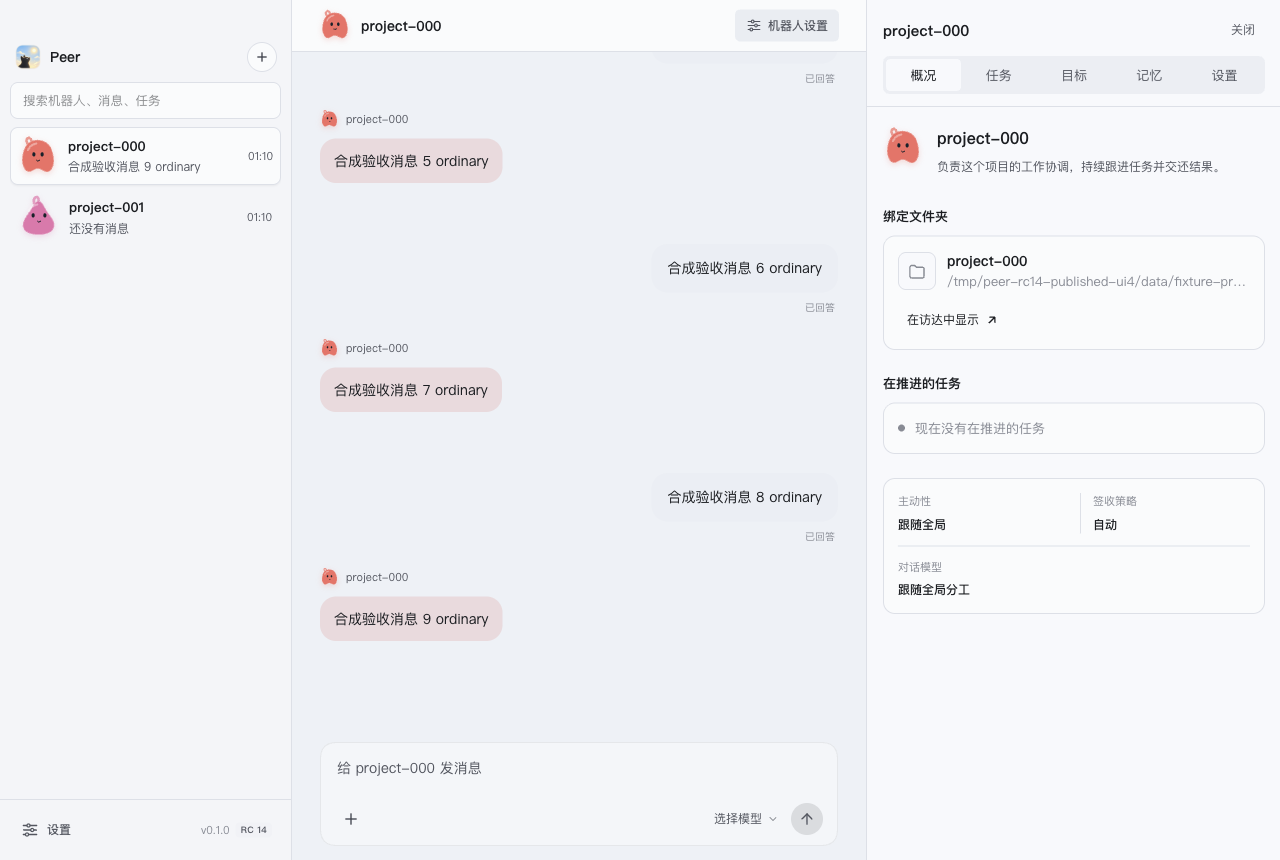 Peer
搜索机器人、消息、任务
project-000
合成验收消息 9 ordinary
01:10
project-001
还没有消息
01:10
设置
v0.1.0
RC 14
project-000
机器人设置
已回答
project-000
合成验收消息 5 ordinary
合成验收消息 6 ordinary
已回答
project-000
合成验收消息 7 ordinary
合成验收消息 8 ordinary
已回答
project-000
合成验收消息 9 ordinary
给 project-000 发消息
选择模型
project-000
关闭
概况
任务
目标
记忆
设置
project-000
负责这个项目的工作协调，持续跟进任务并交还结果。
绑定文件夹
project-000
/tmp/peer-rc14-published-ui4/data/fixture-pr…
在访达中显示
在推进的任务
现在没有在推进的任务
主动性
跟随全局
签收策略
自动
对话模型
跟随全局分工